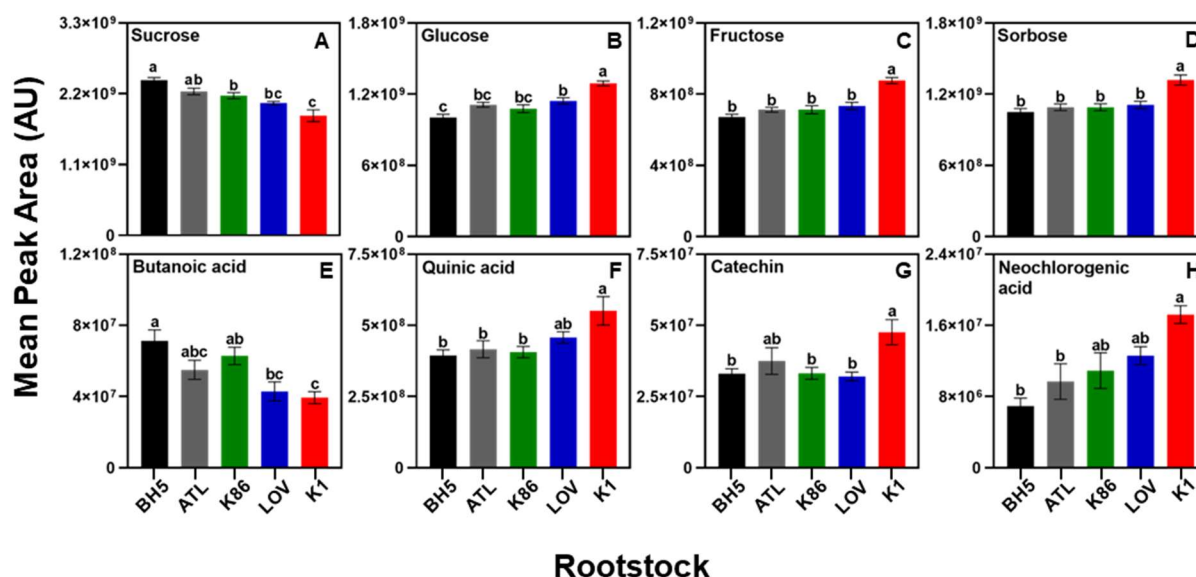 Mean Peak Area (AU)
Sucrose A
3.3×10⁹
2.2×10⁹
1.1×10⁹
0
a ab b bc c
Glucose B
1.8×10⁹
1.2×10⁹
6×10⁸
0
c bc bc b a
Fructose C
1.2×10⁹
8×10⁸
4×10⁸
0
b b b b a
Sorbose D
1.8×10⁹
1.2×10⁹
6×10⁸
0
b b b b a
Butanoic acid E
1.2×10⁸
8×10⁷
4×10⁷
0
a abc ab bc c
BH5 ATL K86 LOV K1
Quinic acid F
7.5×10⁸
5×10⁸
2.5×10⁸
0
b b b ab a
BH5 ATL K86 LOV K1
Catechin G
7.5×10⁷
5×10⁷
2.5×10⁷
0
b ab b b a
BH5 ATL K86 LOV K1
Neochlorogenic H
acid
2.4×10⁷
1.6×10⁷
8×10⁶
0
b ab ab ab a
BH5 ATL K86 LOV K1
Rootstock